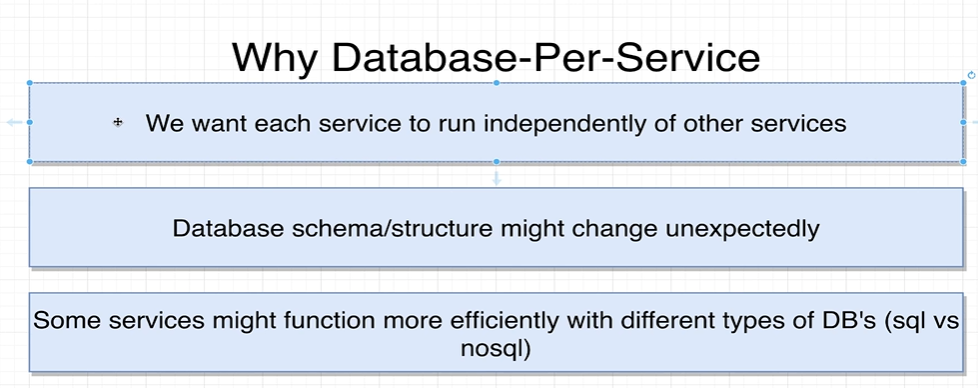 Why Database-Per-Service
We want each service to run independently of other services
Database schema/structure might change unexpectedly
Some services might function more efficiently with different types of DB's (sql vs
nosql)